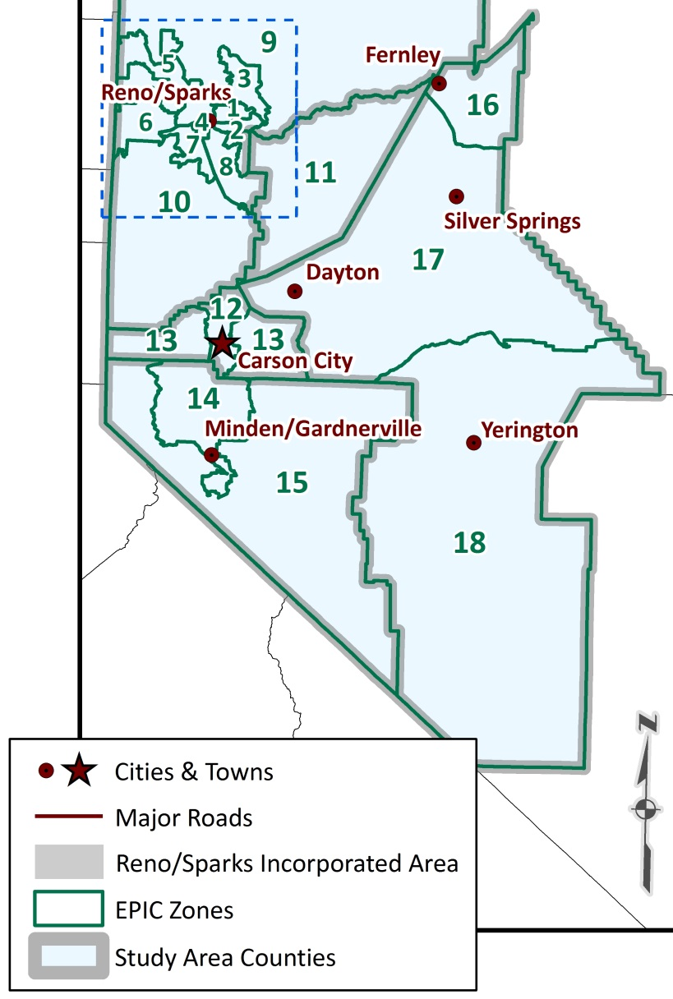 9
5
3
Fernley
Reno/Sparks
1
16
6
4
2
7
8
11
10
Silver Springs
17
Dayton
12
13
13
Carson City
14
Minden/Gardnerville
Yerington
15
18
N
Cities & Towns
Major Roads
Reno/Sparks Incorporated Area
EPIC Zones
Study Area Counties